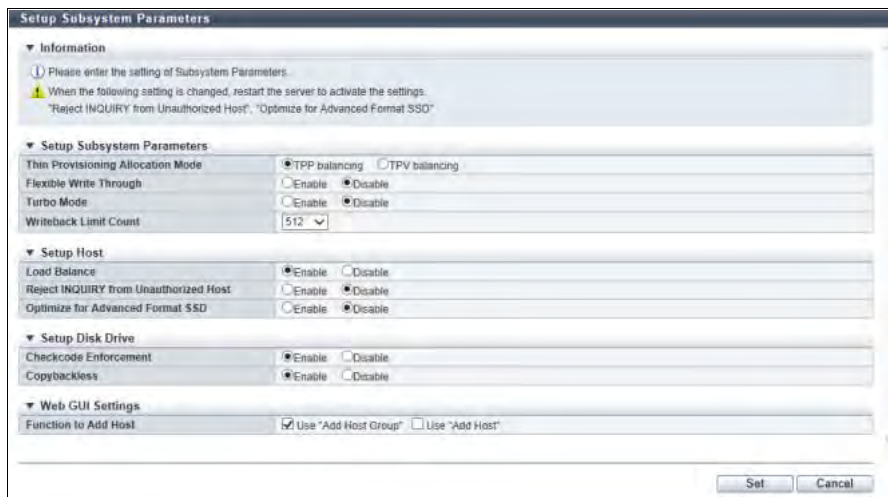 Setup Subsystem Parameters
Information
Please enter the setting of Subsystem Parameters.
When the following setting is changed, restart the server to activate the settings.
"Reject INQUIRY from Unauthorized Host", "Optimize for Advanced Format SSD"
Setup Subsystem Parameters
Thin Provisioning Allocation Mode TPP balancing TPV balancing
Flexible Write Through Enable Disable
Turbo Mode Enable Disable
Writeback Limit Count 512
Setup Host
Load Balance Enable Disable
Reject INQUIRY from Unauthorized Host Enable Disable
Optimize for Advanced Format SSD Enable Disable
Setup Disk Drive
Checkcode Enforcement Enable Disable
Copybackless Enable Disable
Web GUI Settings
Function to Add Host Use "Add Host Group" Use "Add Host"
Set Cancel